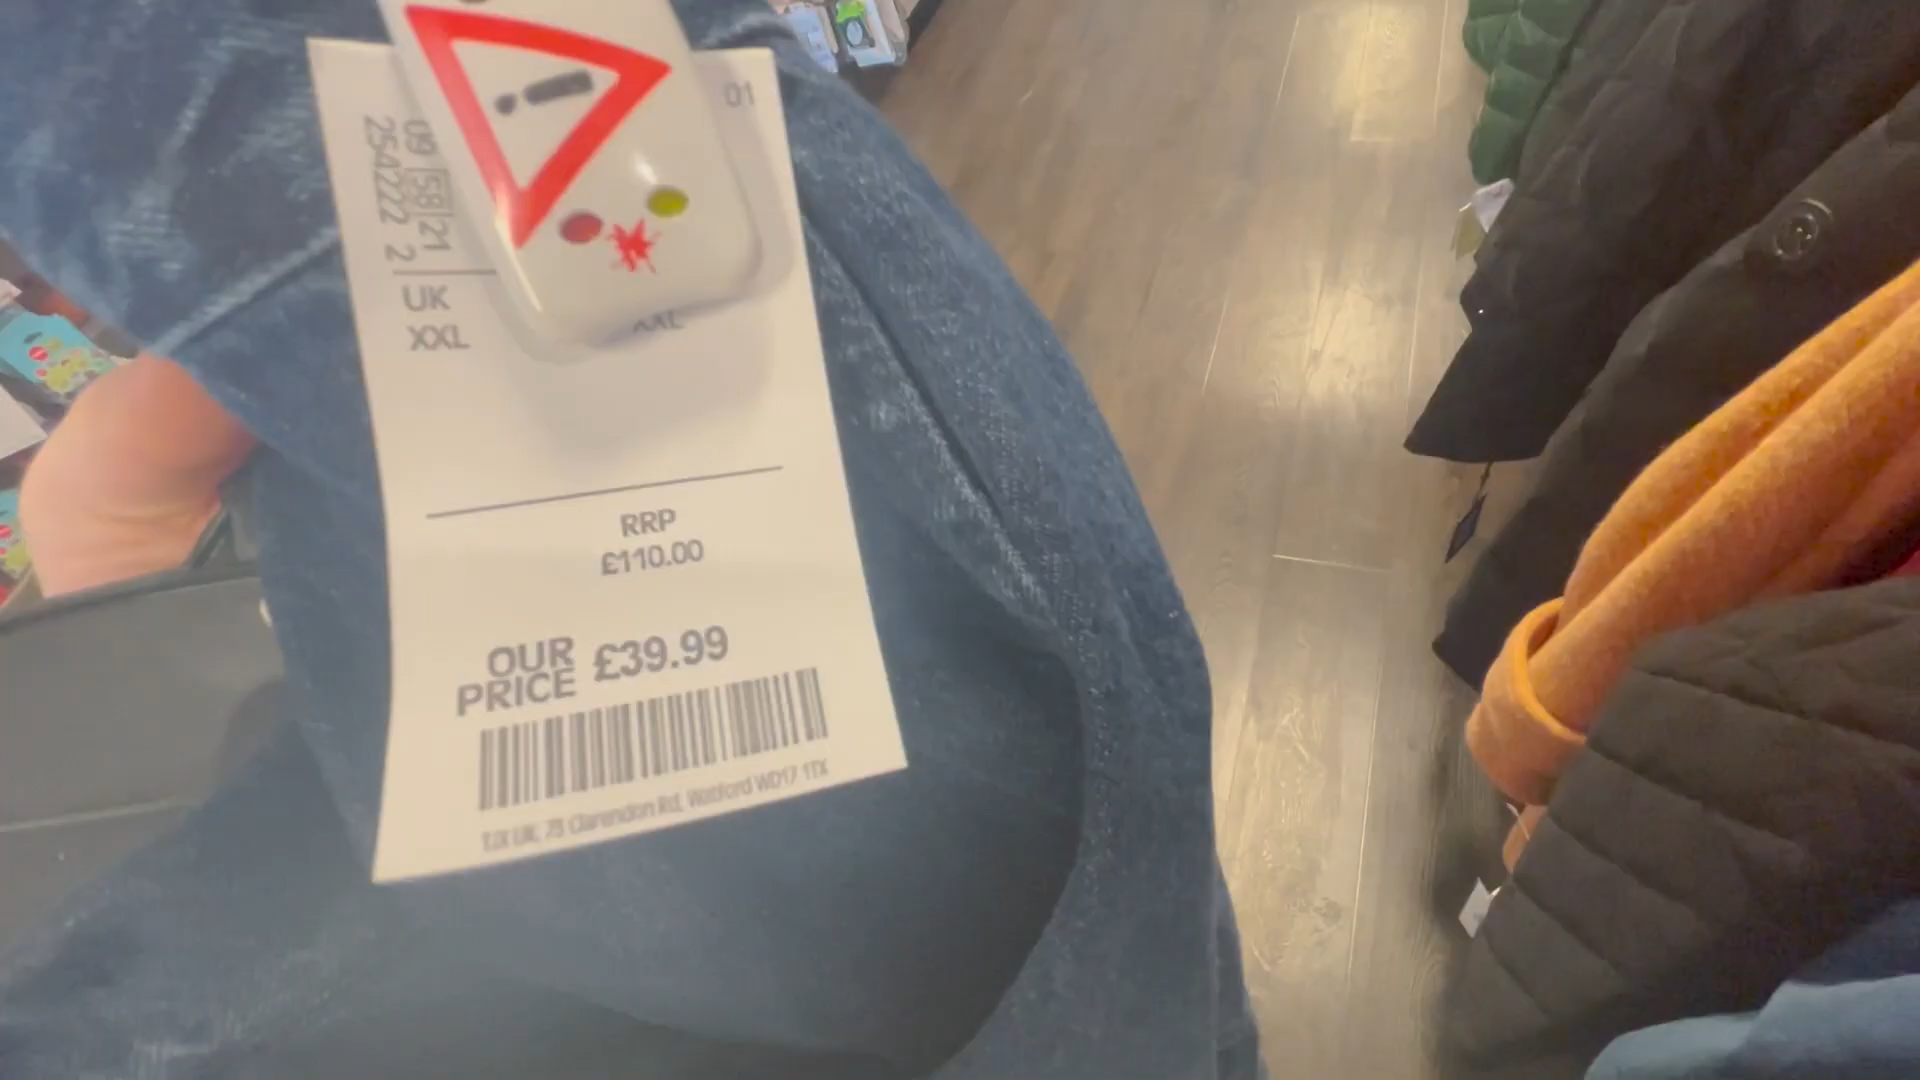 01
09 58 21
254222 2
UK
XXL
XXL
RRP
£110.00
OUR PRICE £39.99
TJX UK, 73 Clarendon Rd, Watford WD17 1TX